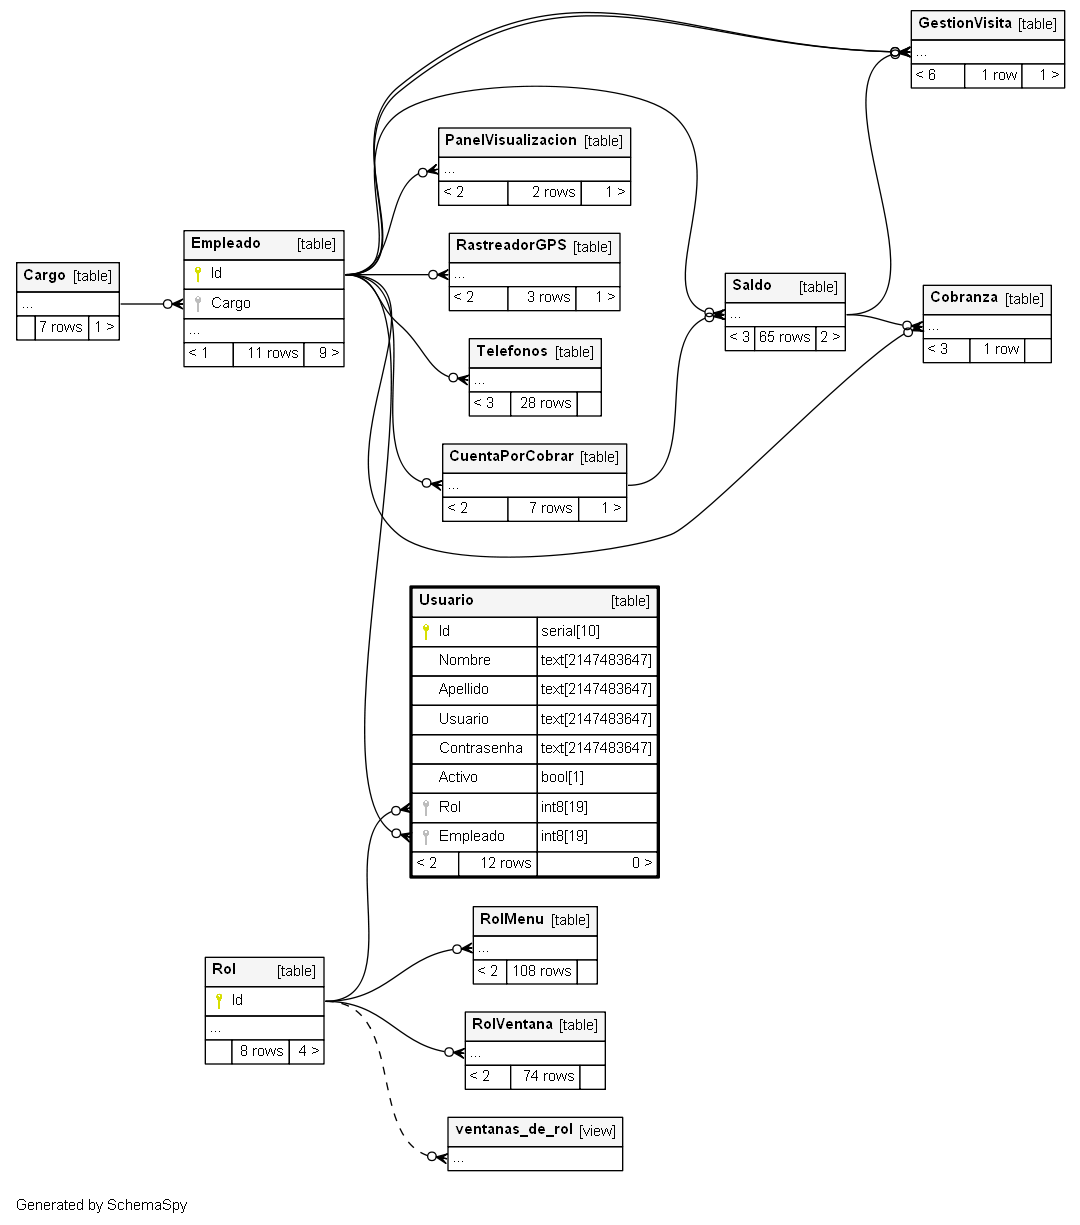 GestionVisita [table]
...
< 6 1 row 1 >
PanelVisualizacion [table]
...
< 2 2 rows 1 >
Empleado [table]
Id
Cargo
...
< 1 11 rows 9 >
RastreadorGPS [table]
...
< 2 3 rows 1 >
Cargo [table]
...
7 rows 1 >
Saldo [table]
...
< 3 65 rows 2 >
Cobranza [table]
...
< 3 1 row
Telefonos [table]
...
< 3 28 rows
CuentaPorCobrar [table]
...
< 2 7 rows 1 >
Usuario [table]
Id serial[10]
Nombre text[2147483647]
Apellido text[2147483647]
Usuario text[2147483647]
Contrasenha text[2147483647]
Activo bool[1]
Rol int8[19]
Empleado int8[19]
< 2 12 rows 0 >
RolMenu [table]
...
< 2 108 rows
Rol [table]
Id
...
8 rows 4 >
RolVentana [table]
...
< 2 74 rows
ventanas_de_rol [view]
...
Generated by SchemaSpy